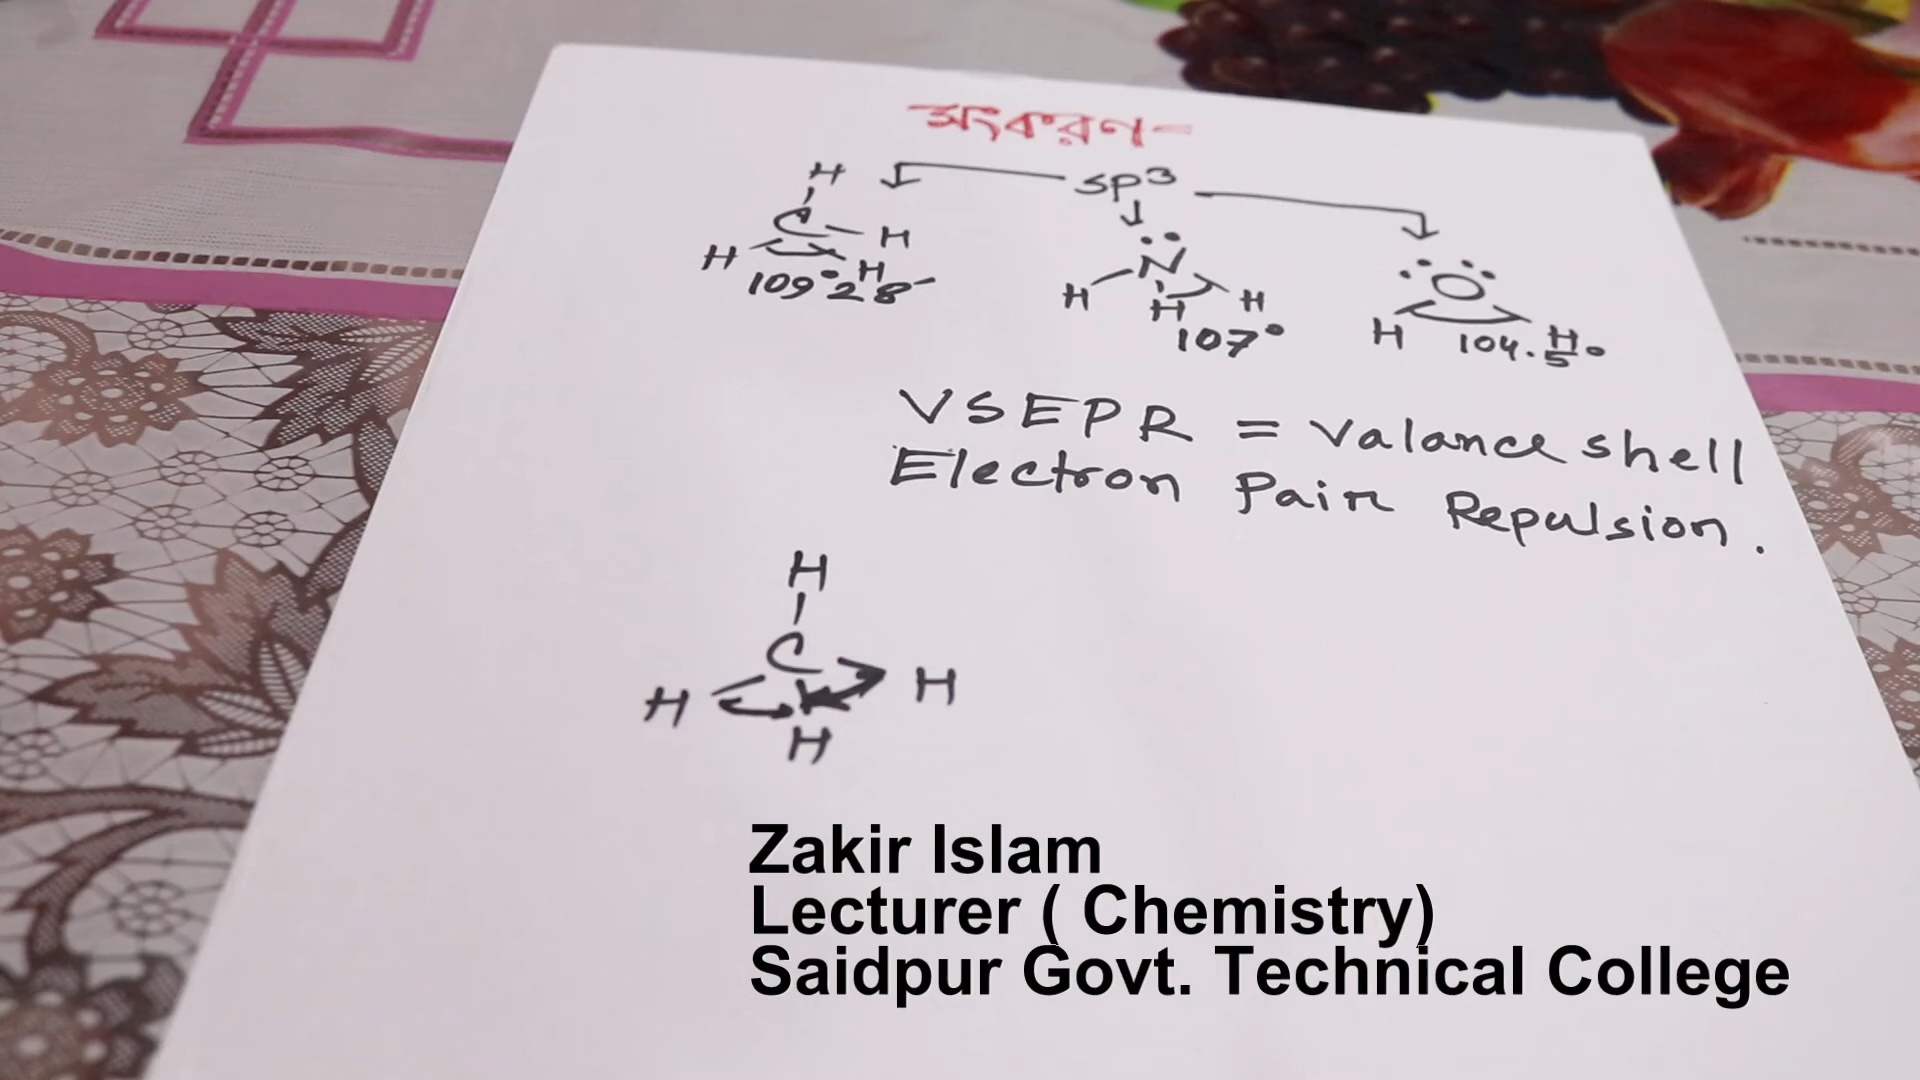 সংকরণ-
sp³
H
C H
H H
109°28'
N
H H H
107°
O
H H
104.5°
VSEPR = Valance shell
Electron Pair Repulsion.
H
C
H H
H
Zakir Islam
Lecturer ( Chemistry)
Saidpur Govt. Technical College